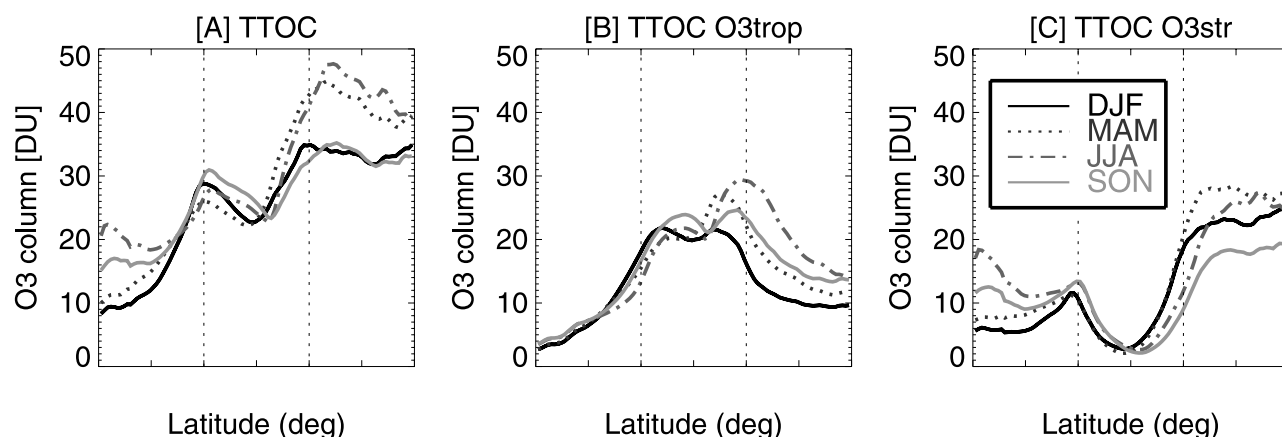 [A] TTOC
50
40
30
20
10
0
O3 column [DU]
Latitude (deg)
[B] TTOC O3trop
50
40
30
20
10
0
O3 column [DU]
Latitude (deg)
[C] TTOC O3str
50
40
30
20
10
0
O3 column [DU]
DJF
MAM
JJA
SON
Latitude (deg)